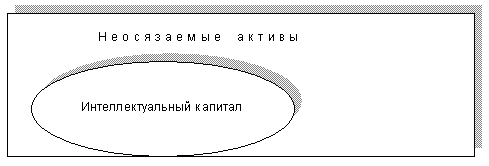 Неосязаемые активы
Интеллектуальный капитал